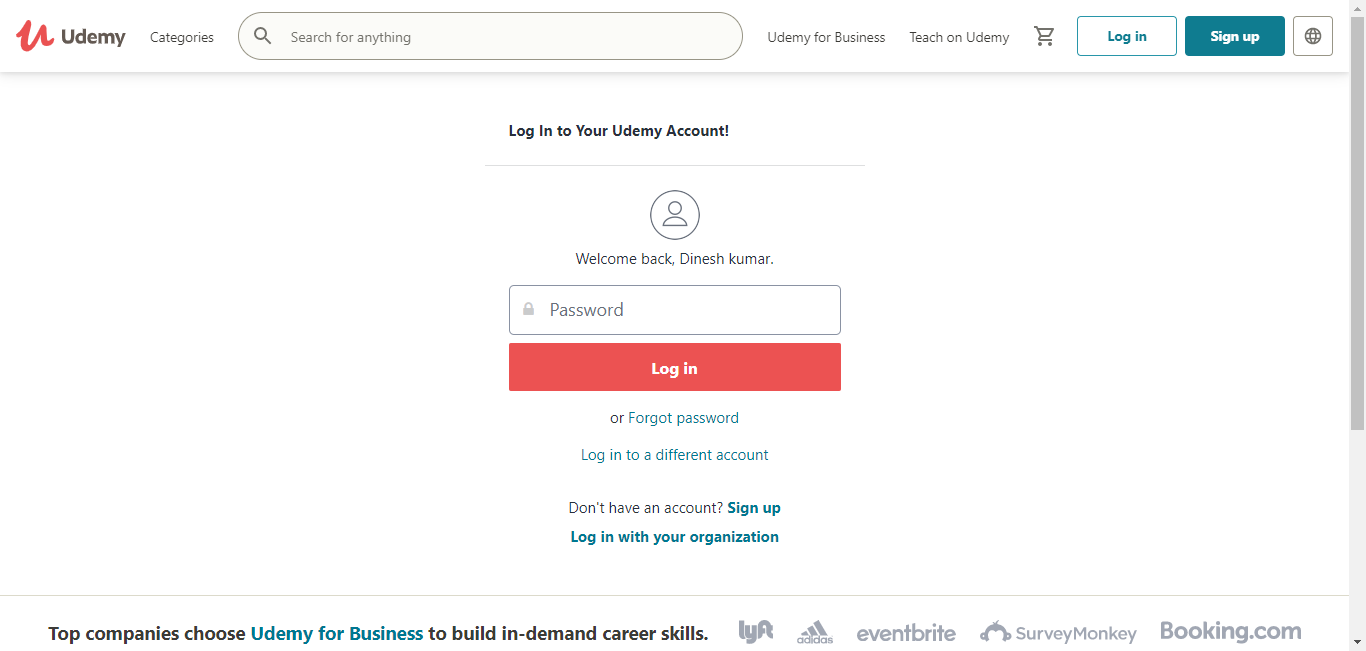 Udemy Categories Search for anything Udemy for Business Teach on Udemy Log in Sign up
Log In to Your Udemy Account!
Welcome back, Dinesh kumar.
Password
Log in
or Forgot password
Log in to a different account
Don't have an account? Sign up
Log in with your organization
Top companies choose Udemy for Business to build in-demand career skills. lyft adidas eventbrite SurveyMonkey Booking.com